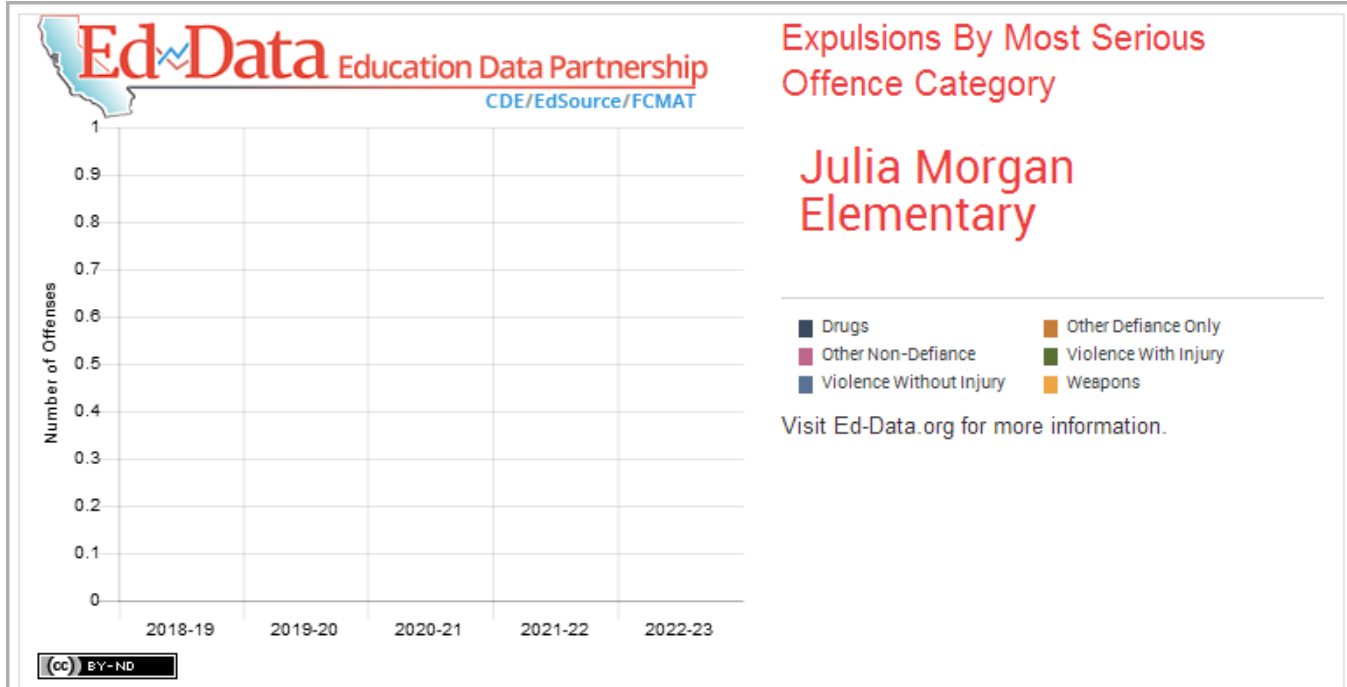 Ed Data Education Data Partnership
CDE/EdSource/FCMAT
Expulsions By Most Serious
Offence Category
Julia Morgan
Elementary
Drugs
Other Defiance Only
Other Non-Defiance
Violence With Injury
Violence Without Injury
Weapons
Visit Ed-Data.org for more information.
Number of Offenses
1
0.9
0.8
0.7
0.6
0.5
0.4
0.3
0.2
0.1
0
2018-19 2019-20 2020-21 2021-22 2022-23
(cc) BY-ND